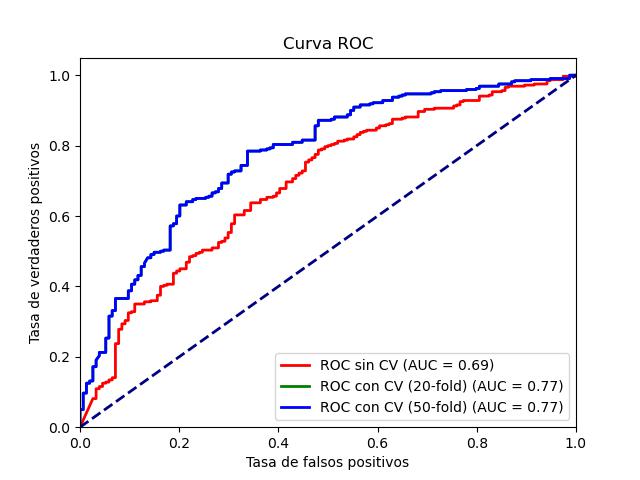 Curva ROC
Tasa de verdaderos positivos
1.0
0.8
0.6
0.4
0.2
0.0
ROC sin CV (AUC = 0.69)
ROC con CV (20-fold) (AUC = 0.77)
ROC con CV (50-fold) (AUC = 0.77)
0.0 0.2 0.4 0.6 0.8 1.0
Tasa de falsos positivos